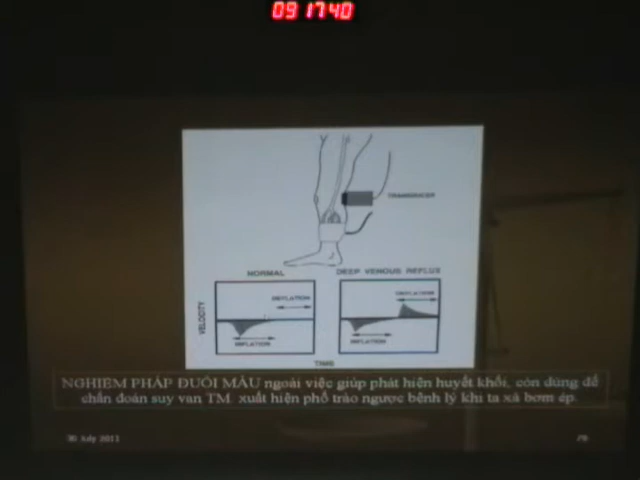 09 17 40
TRANSDUCER
NORMAL
DEEP VENOUS REFLUX
VELOCITY
DEFLATION
INFLATION
DEFLATION
INFLATION
TIME
NGHIỆM PHÁP ĐUỔI MÁU ngoài việc giúp phát hiện huyết khối, còn dùng để
chẩn đoán suy van TM: xuất hiện phổ trào ngược bệnh lý khi ta xả bơm ép.
30 July 2011